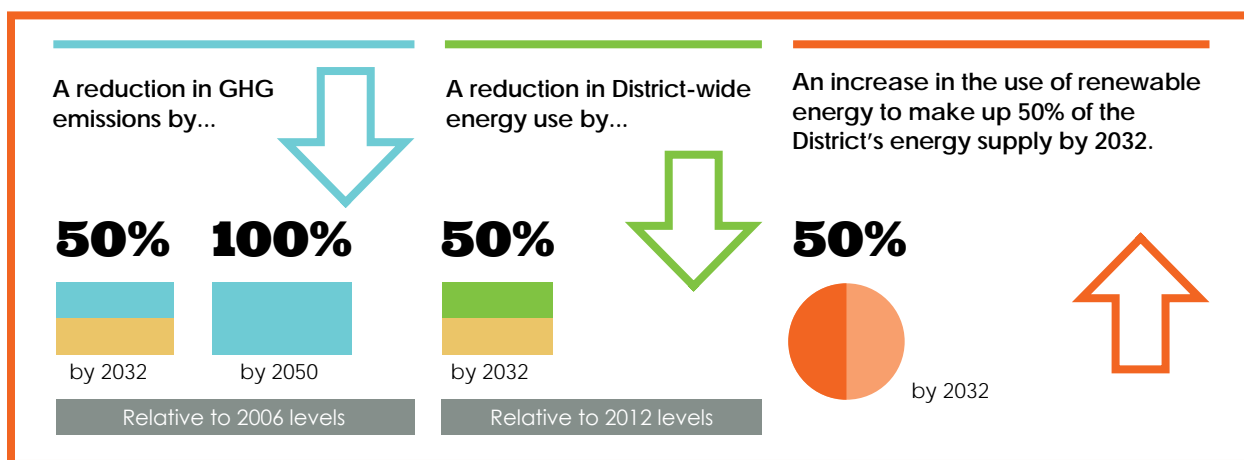 A reduction in GHG
emissions by...
50%
100%
by 2032
by 2050
Relative to 2006 levels
A reduction in District-wide
energy use by...
50%
by 2032
Relative to 2012 levels
An increase in the use of renewable
energy to make up 50% of the
District's energy supply by 2032.
50%
by 2032